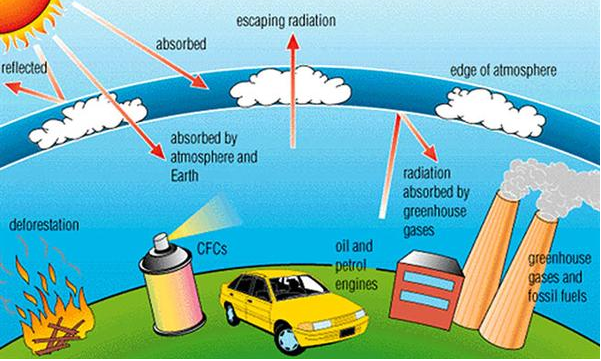 escaping radiation
absorbed
reflected
edge of atmosphere
absorbed by
atmosphere and
Earth
radiation
absorbed by
greenhouse
gases
deforestation
CFCs
oil and
petrol
engines
greenhouse
gases and
fossil fuels